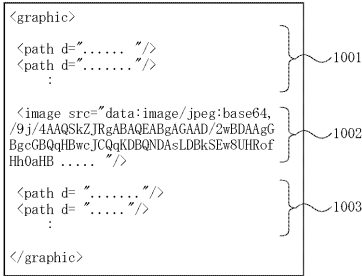 <graphic>
<path d="...... "/>
<path d="......."/>
:
1001
<image src="data:image/jpeg:base64,
/9j/4AAQSkZJRgABAQEABgAGAAD/2wBDAAgG
BgcGBQqHBwcJCQqKDBQNDAsLDBkSEw8UHRof
Hh0aHB ..... "/>
1002
<path d= "......."/>
<path d= "....."/>
:
1003
</graphic>